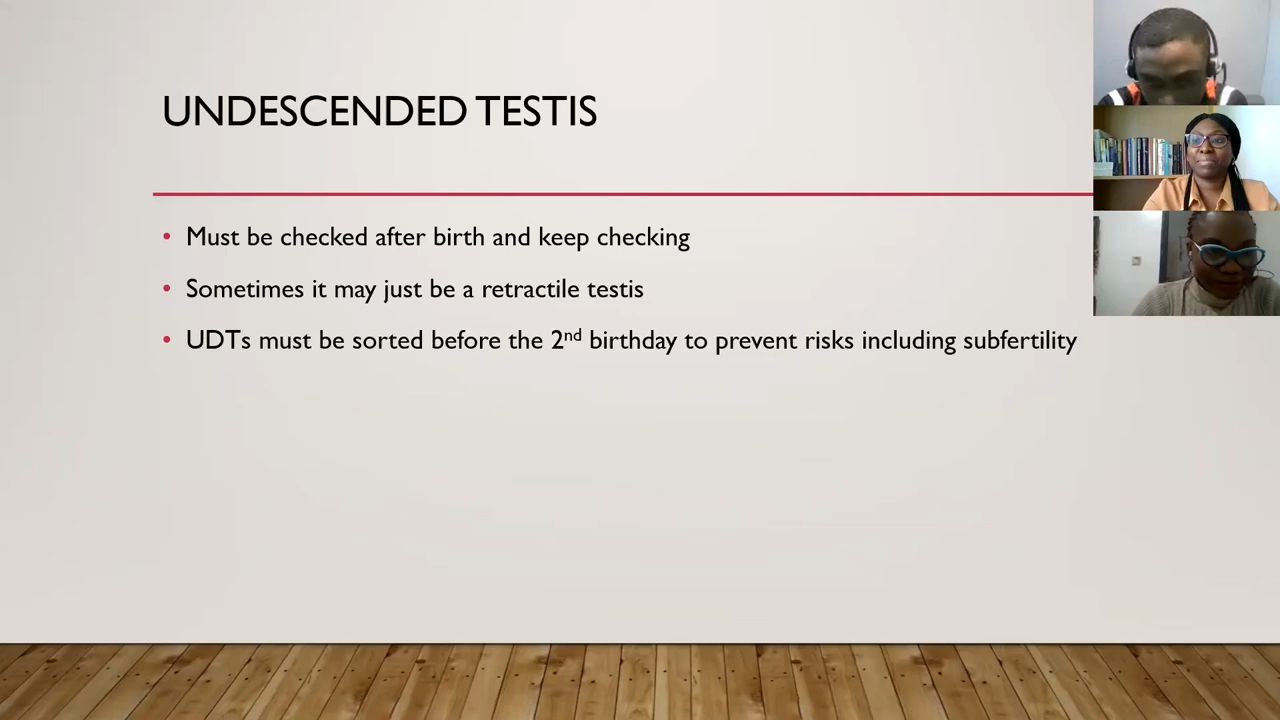 UNDESCENDED TESTIS
• Must be checked after birth and keep checking
• Sometimes it may just be a retractile testis
• UDTs must be sorted before the 2nd birthday to prevent risks including subfertility